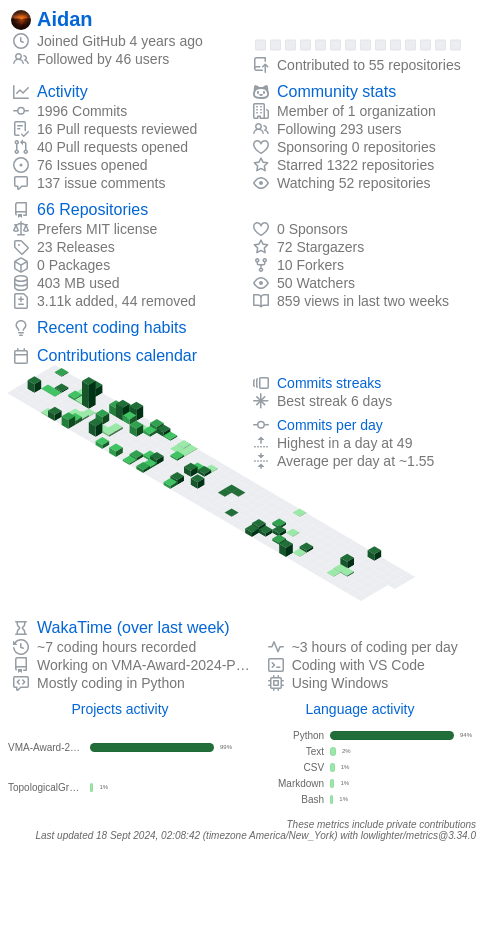 Aidan
Joined GitHub 4 years ago
Followed by 46 users
Contributed to 55 repositories
Activity
1996 Commits
16 Pull requests reviewed
40 Pull requests opened
76 Issues opened
137 issue comments
Community stats
Member of 1 organization
Following 293 users
Sponsoring 0 repositories
Starred 1322 repositories
Watching 52 repositories
66 Repositories
Prefers MIT license
23 Releases
0 Packages
403 MB used
3.11k added, 44 removed
0 Sponsors
72 Stargazers
10 Forkers
50 Watchers
859 views in last two weeks
Recent coding habits
Contributions calendar
Commits streaks
Best streak 6 days
Commits per day
Highest in a day at 49
Average per day at ~1.55
WakaTime (over last week)
~7 coding hours recorded
Working on VMA-Award-2024-P…
Mostly coding in Python
~3 hours of coding per day
Coding with VS Code
Using Windows
Projects activity
VMA-Award-2… 99%
TopologicalGr… 1%
Language activity
Python 94%
Text 2%
CSV 1%
Markdown 1%
Bash 1%
These metrics include private contributions
Last updated 18 Sept 2024, 02:08:42 (timezone America/New_York) with lowlighter/metrics@3.34.0